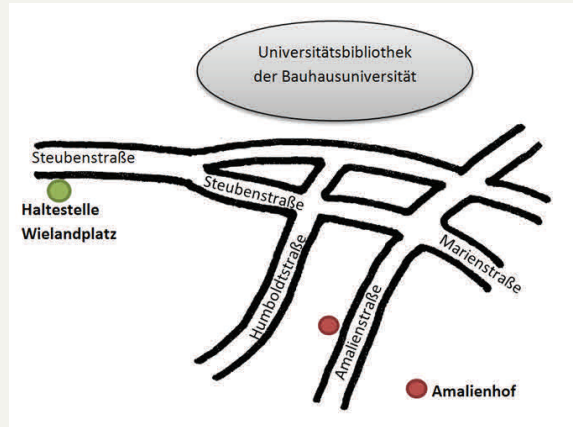 Universitätsbibliothek
der Bauhausuniversität
Steubenstraße
Steubenstraße
Haltestelle
Wielandplatz
Humboldtstraße
Amalienstraße
Marienstraße
Amalienhof